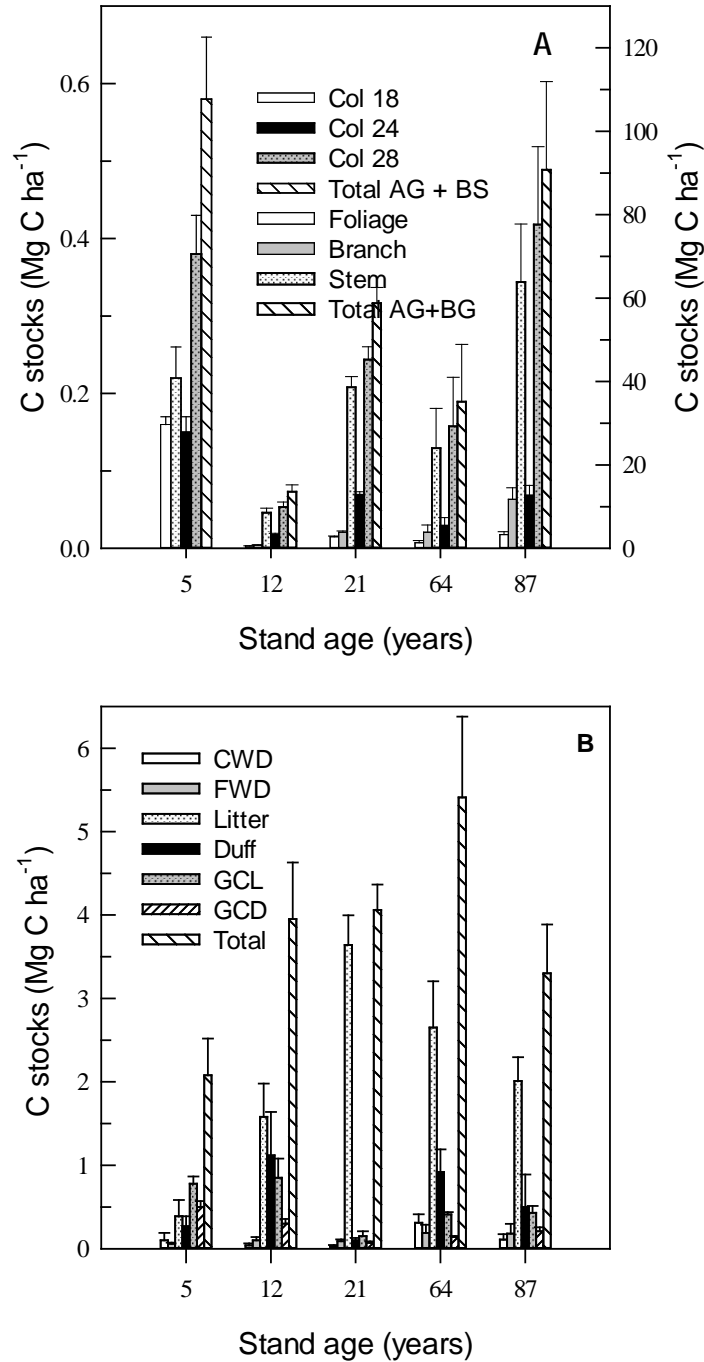 A
C stocks (Mg C ha-1)
0.6
0.4
0.2
0.0
Col 18
Col 24
Col 28
Total AG + BS
Foliage
Branch
Stem
Total AG+BG
120
100
80
60
40
20
0
C stocks (Mg C ha-1)
5 12 21 64 87
Stand age (years)
B
C stocks (Mg C ha-1)
6
5
4
3
2
1
0
CWD
FWD
Litter
Duff
GCL
GCD
Total
5 12 21 64 87
Stand age (years)